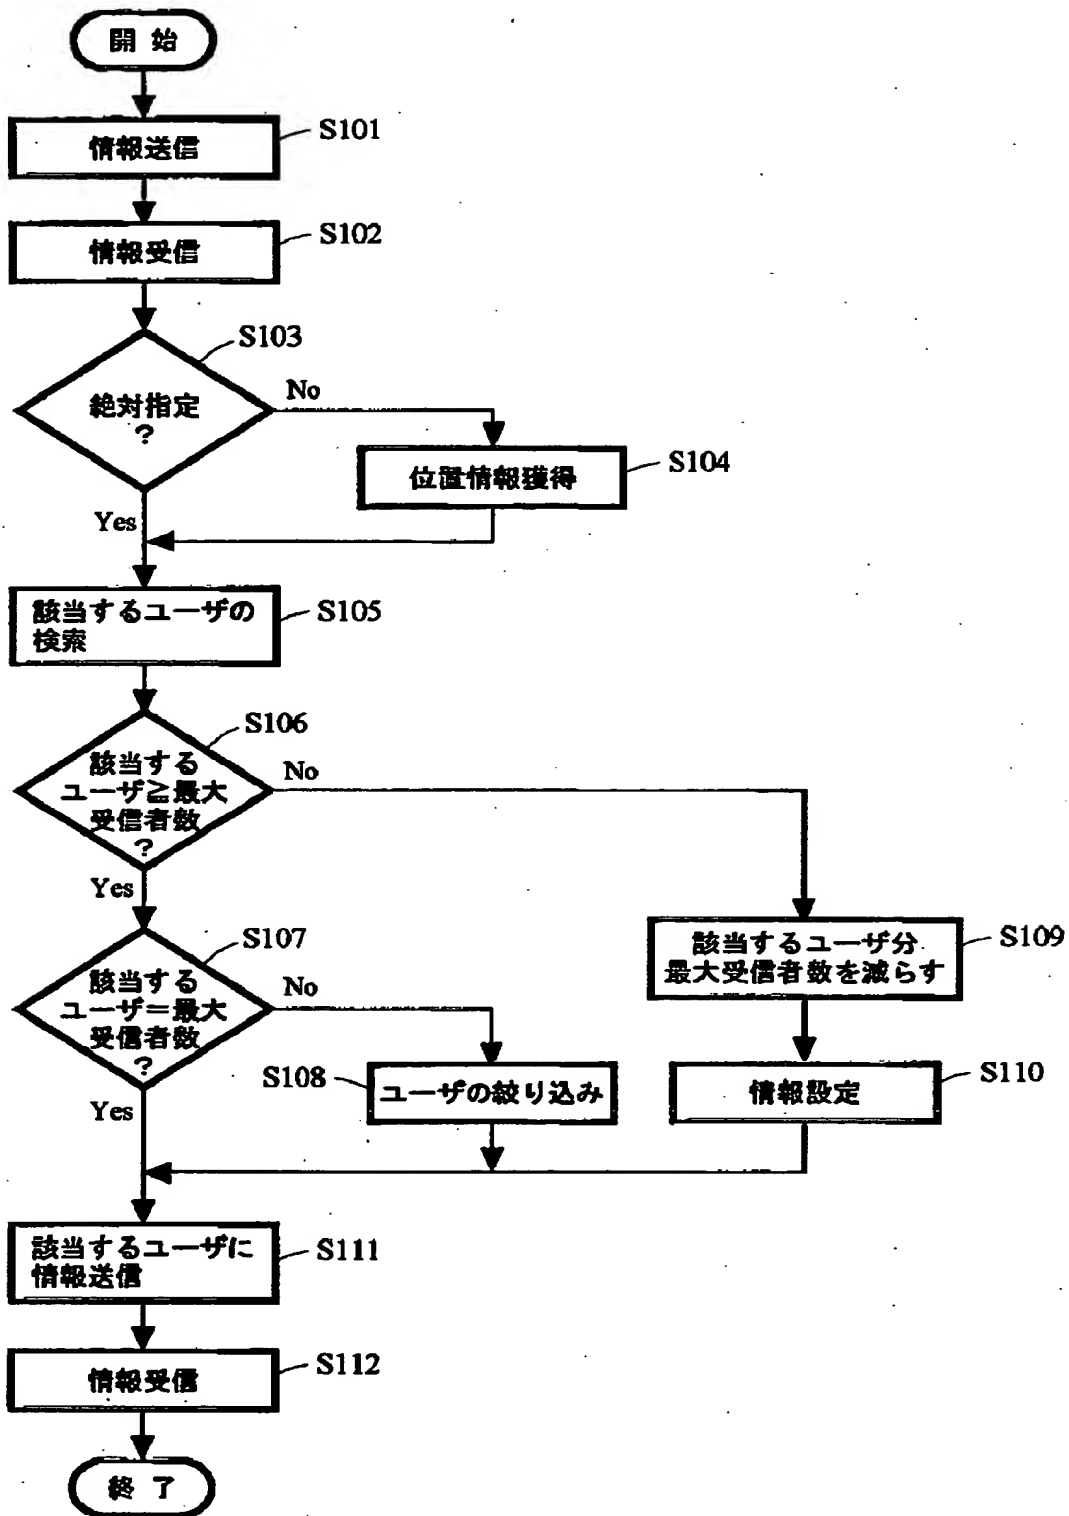 開 始
情報送信
S101
情報受信
S102
S103
絶対指定
?
No
Yes
位置情報獲得
S104
該当するユーザの
検索
S105
S106
該当する
ユーザ≧最大
受信者数
?
No
Yes
S107
該当する
ユーザ=最大
受信者数
?
No
Yes
S108
ユーザの絞り込み
該当するユーザ分
最大受信者数を減らす
S109
情報設定
S110
該当するユーザに
情報送信
S111
情報受信
S112
終 了